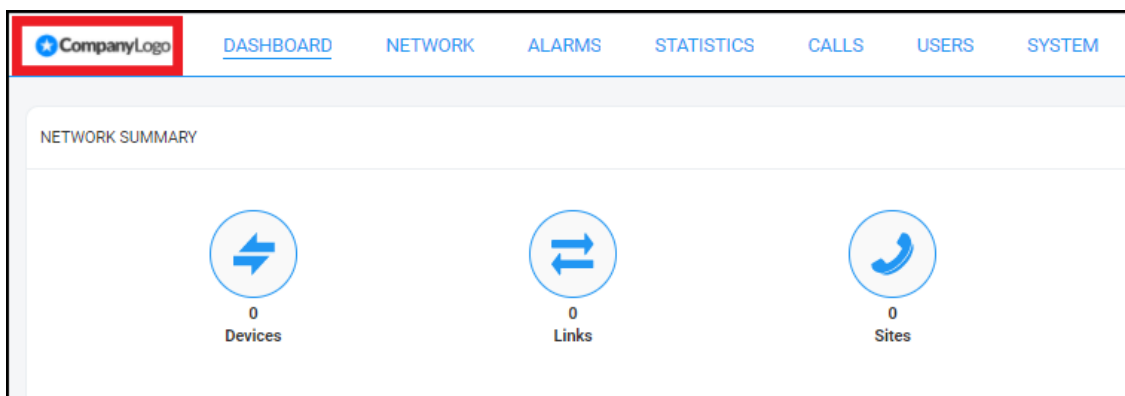 CompanyLogo DASHBOARD NETWORK ALARMS STATISTICS CALLS USERS SYSTEM
NETWORK SUMMARY
0 0 0
Devices Links Sites